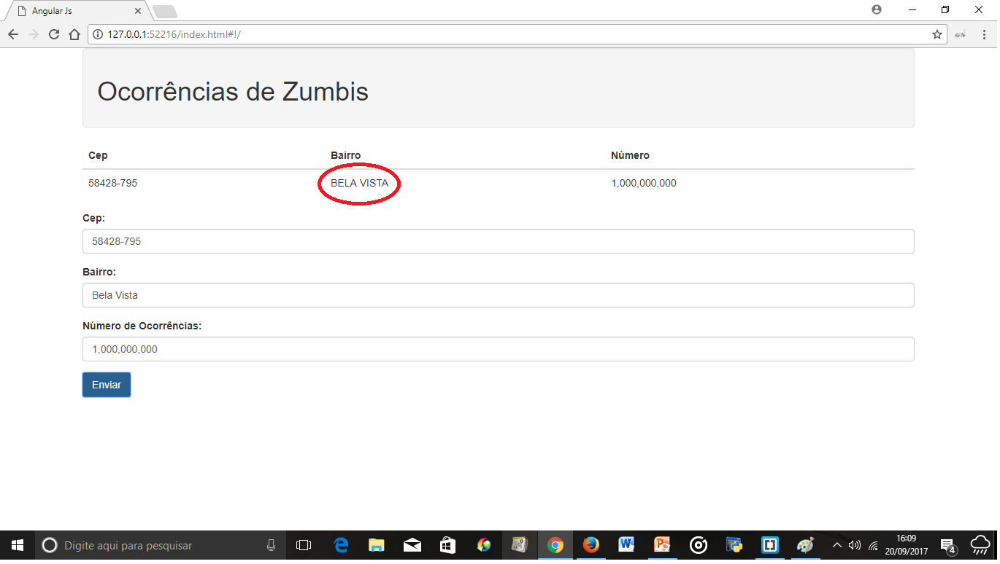 Angular Js
127.0.0.1:52216/index.html#!/
Ocorrências de Zumbis
Cep Bairro Número
58428-795 BELA VISTA 1,000,000,000
Cep:
58428-795
Bairro:
Bela Vista
Número de Ocorrências:
1,000,000,000
Enviar
Digite aqui para pesquisar
16:09
20/09/2017
4